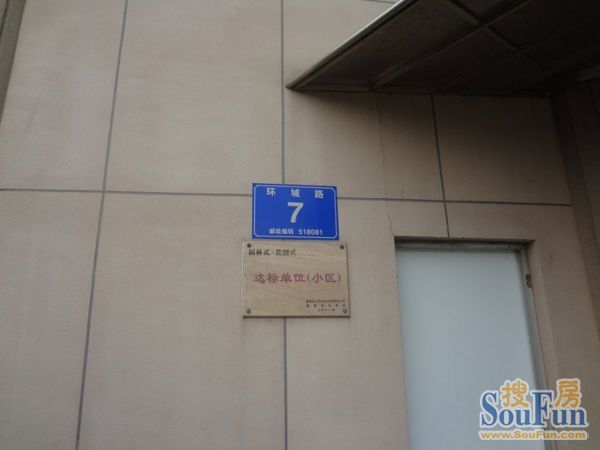 环城路
7
邮政编码 518081
园林式·花园式
达标单位(小区)
搜房
SouFun
www.SouFun.com